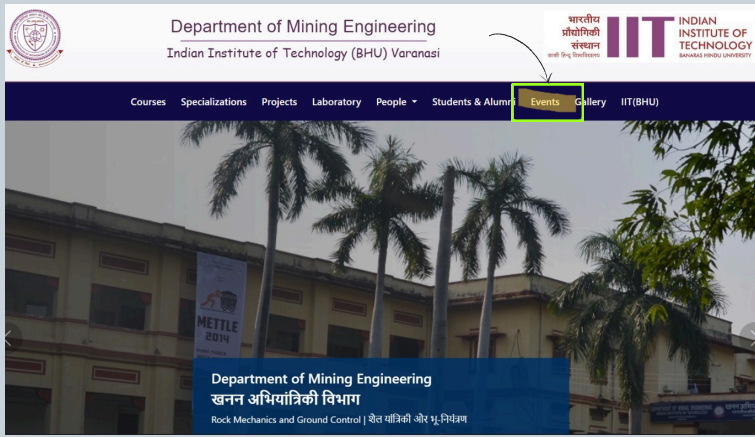 Department of Mining Engineering
Indian Institute of Technology (BHU) Varanasi
भारतीय
प्रौद्योगिकी
संस्थान
काशी हिन्दू विश्वविद्यालय
IIT
INDIAN
INSTITUTE OF
TECHNOLOGY
BANARAS HINDU UNIVERSITY
Courses Specializations Projects Laboratory People Students & Alumni Events Gallery IIT(BHU)
METTLE
2014
Department of Mining Engineering
खनन अभियांत्रिकी विभाग
Rock Mechanics and Ground Control | शैल यांत्रिकी और भू-नियंत्रण